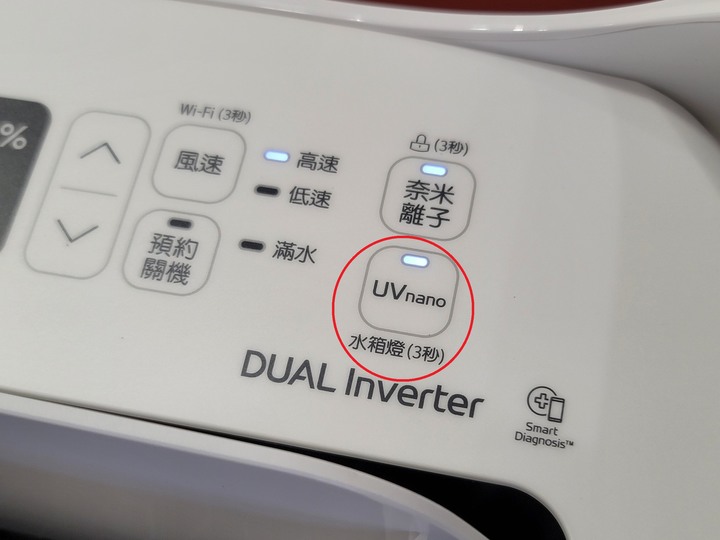 %
Wi-Fi (3秒)
風速
高速
低速
預約
關機
滿水
(3秒)
奈米
離子
UVnano
水箱燈(3秒)
DUAL Inverter
Smart
Diagnosis™